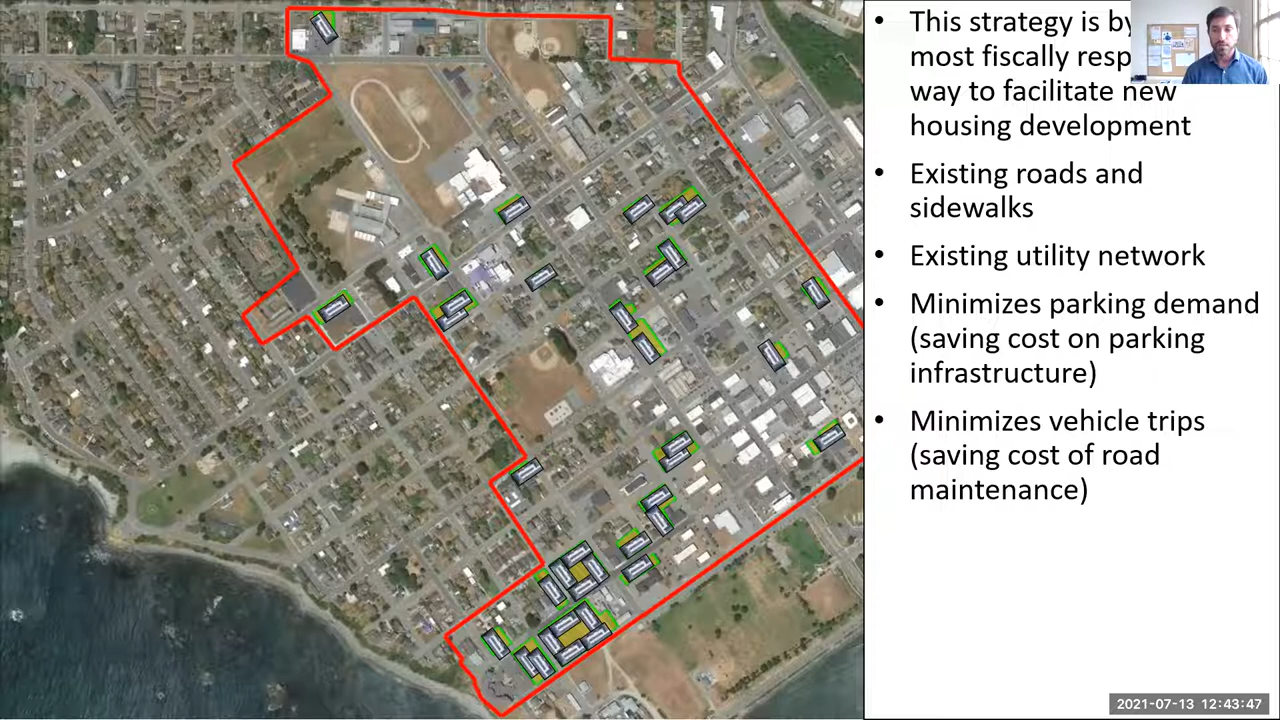 • This strategy is by
most fiscally resp
way to facilitate new
housing development
• Existing roads and
sidewalks
• Existing utility network
• Minimizes parking demand
(saving cost on parking
infrastructure)
• Minimizes vehicle trips
(saving cost of road
maintenance)
2021-07-13 12:43:47